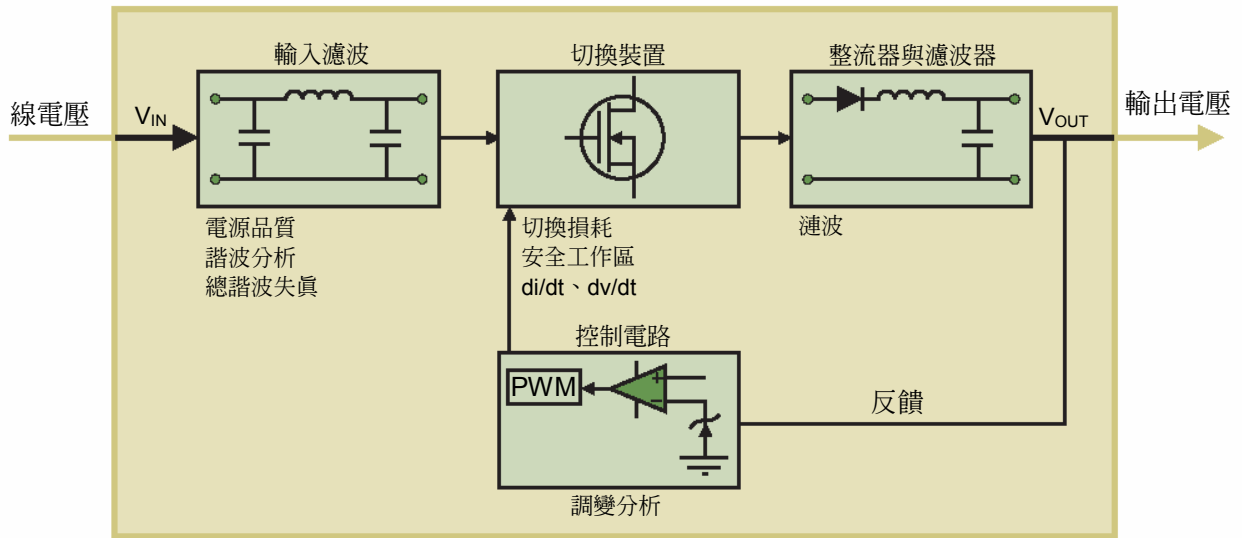 輸入濾波
切換裝置
整流器與濾波器
線電壓
VIN
VOUT
輸出電壓
電源品質
諧波分析
總諧波失真
切換損耗
安全工作區
di/dt、dv/dt
漣波
控制電路
PWM
+
−
反饋
調變分析